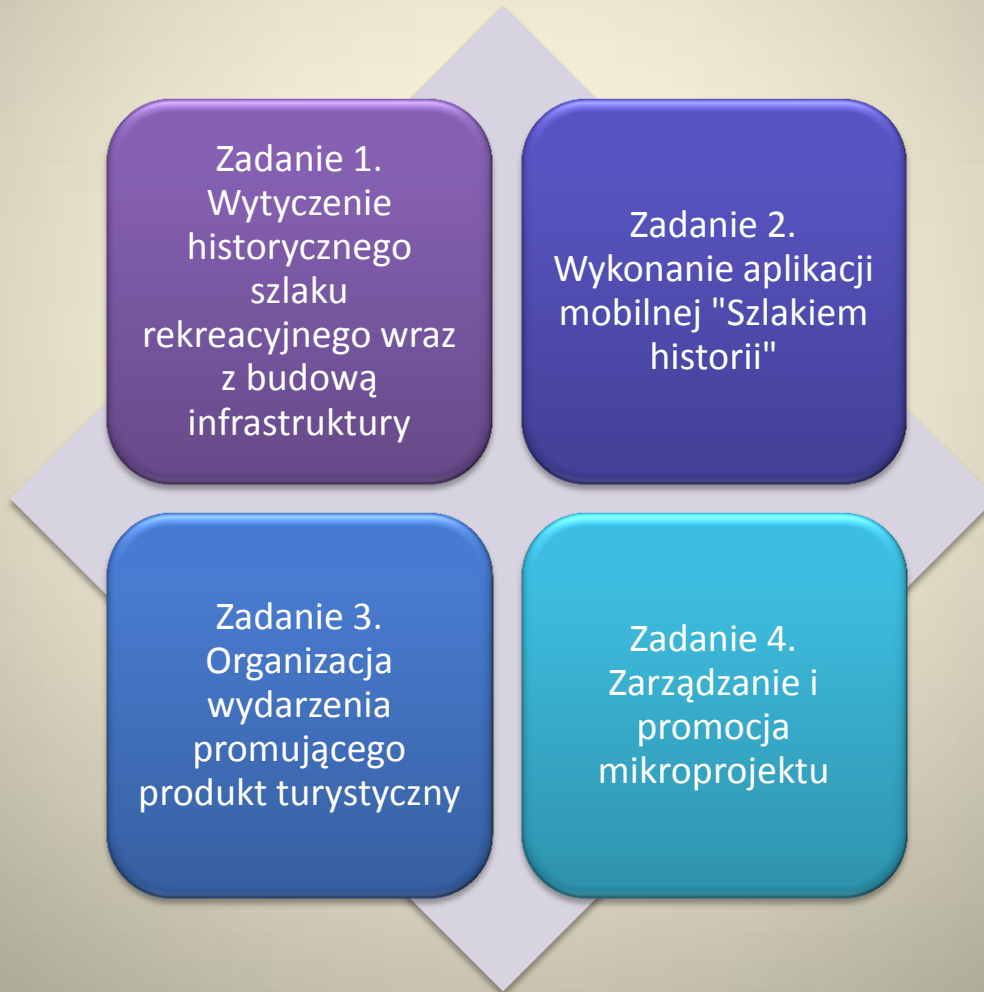 Zadanie 1.
Wytyczenie
historycznego
szlaku
rekreacyjnego wraz
z budową
infrastruktury
Zadanie 2.
Wykonanie aplikacji
mobilnej "Szlakiem
historii"
Zadanie 3.
Organizacja
wydarzenia
promującego
produkt turystyczny
Zadanie 4.
Zarządzanie i
promocja
mikroprojektu